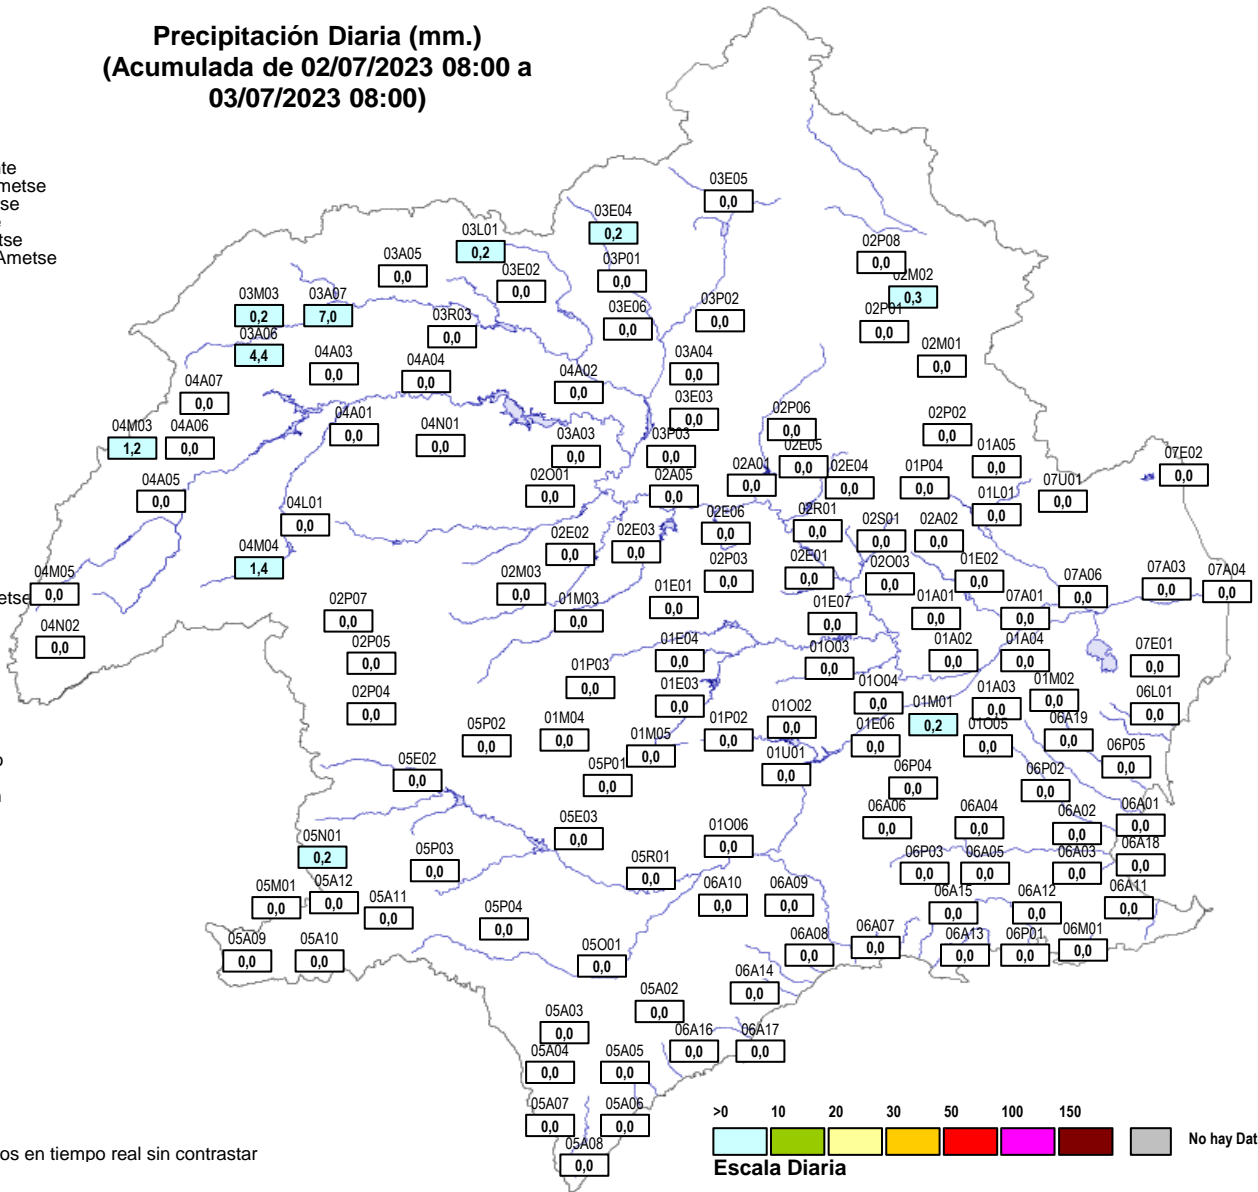 Precipitación Diaria (mm.)
(Acumulada de 02/07/2023 08:00 a
03/07/2023 08:00)
nte
metse
tse
e
tse
Ametse
03E05
0,0
03E04
0,2
03L01
0,2
02P08
0,0
03A05
0,0
03P01
0,0
03E02
0,0
02M02
0,3
03M03
0,2
03A07
7,0
03P02
0,0
03E06
0,0
02P01
0,0
03R03
0,0
03A06
4,4
02M01
0,0
04A03
0,0
04A04
0,0
03A04
0,0
04A02
0,0
04A07
0,0
03E03
0,0
02P06
0,0
04M03
1,2
04A06
0,0
04A01
0,0
04N01
0,0
02P02
0,0
03A03
0,0
03P03
0,0
02E05
0,0
01A05
0,0
07E02
0,0
02A01
0,0
02E04
0,0
01P04
0,0
02O01
0,0
02A05
0,0
07U01
0,0
04A05
0,0
01L01
0,0
04L01
0,0
02E06
0,0
02R01
0,0
02S01
0,0
02A02
0,0
02E02
0,0
02E03
0,0
04M04
1,4
02P03
0,0
02E01
0,0
02O03
0,0
01E02
0,0
07A03
0,0
07A04
0,0
04M05
0,0
etse
02M03
0,0
07A06
0,0
01M03
0,0
01E01
0,0
01E07
0,0
01A01
0,0
07A01
0,0
02P07
0,0
04N02
0,0
02P05
0,0
01E04
0,0
01O03
0,0
01A02
0,0
01A04
0,0
07E01
0,0
01P03
0,0
01E03
0,0
01O04
0,0
01M02
0,0
02P04
0,0
01A03
0,0
06L01
0,0
01M01
0,2
05P02
0,0
01M04
0,0
01P02
0,0
01O02
0,0
01E06
0,0
01O05
0,0
06A19
0,0
01M05
0,0
06P05
0,0
o
05E02
0,0
05P01
0,0
01U01
0,0
06P04
0,0
06P02
0,0
05E03
0,0
01O06
0,0
06A06
0,0
06A04
0,0
06A02
0,0
06A01
0,0
05N01
0,2
05P03
0,0
05R01
0,0
06P03
0,0
06A05
0,0
06A03
0,0
06A18
0,0
05M01
0,0
05A12
0,0
05A11
0,0
06A10
0,0
06A09
0,0
06A15
0,0
06A12
0,0
06A11
0,0
05P04
0,0
05A09
0,0
05A10
0,0
05O01
0,0
06A08
0,0
06A07
0,0
06A13
0,0
06P01
0,0
06M01
0,0
06A14
0,0
05A02
0,0
05A03
0,0
06A16
0,0
06A17
0,0
05A04
0,0
05A05
0,0
05A07
0,0
05A06
0,0
05A08
0,0
>0 10 20 30 50 100 150
No hay Dat
Escala Diaria
os en tiempo real sin contrastar